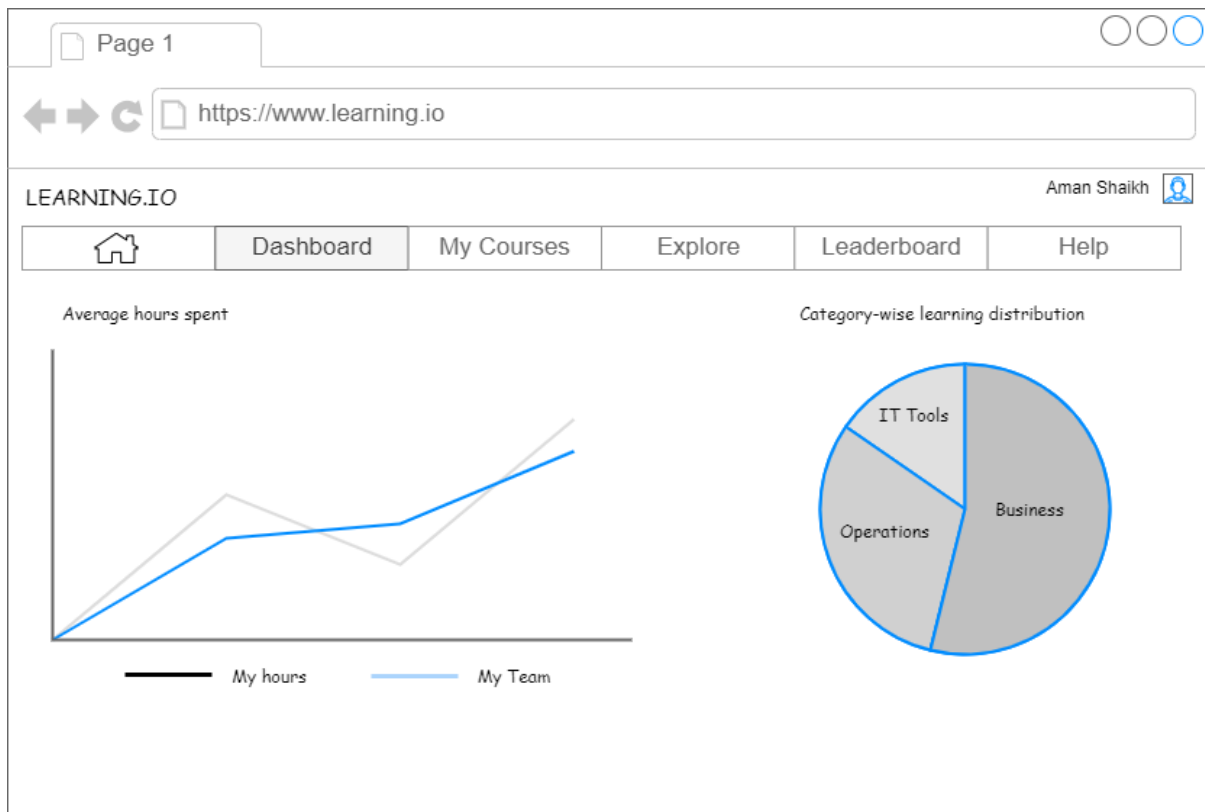 Page 1
https://www.learning.io
Aman Shaikh
LEARNING.IO
Dashboard My Courses Explore Leaderboard Help
Average hours spent
Category-wise learning distribution
IT Tools
Business
Operations
My hours My Team